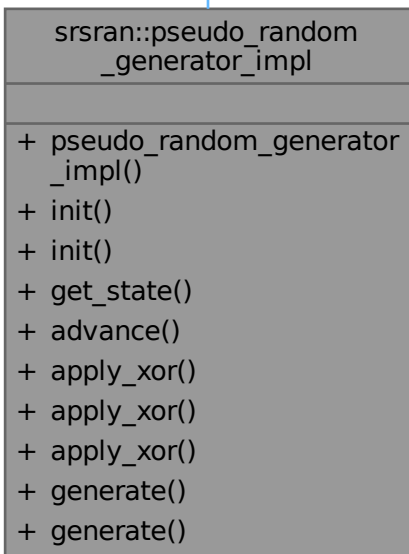 srsran::pseudo_random
_generator_impl
+ pseudo_random_generator
_impl()
+ init()
+ init()
+ get_state()
+ advance()
+ apply_xor()
+ apply_xor()
+ apply_xor()
+ generate()
+ generate()